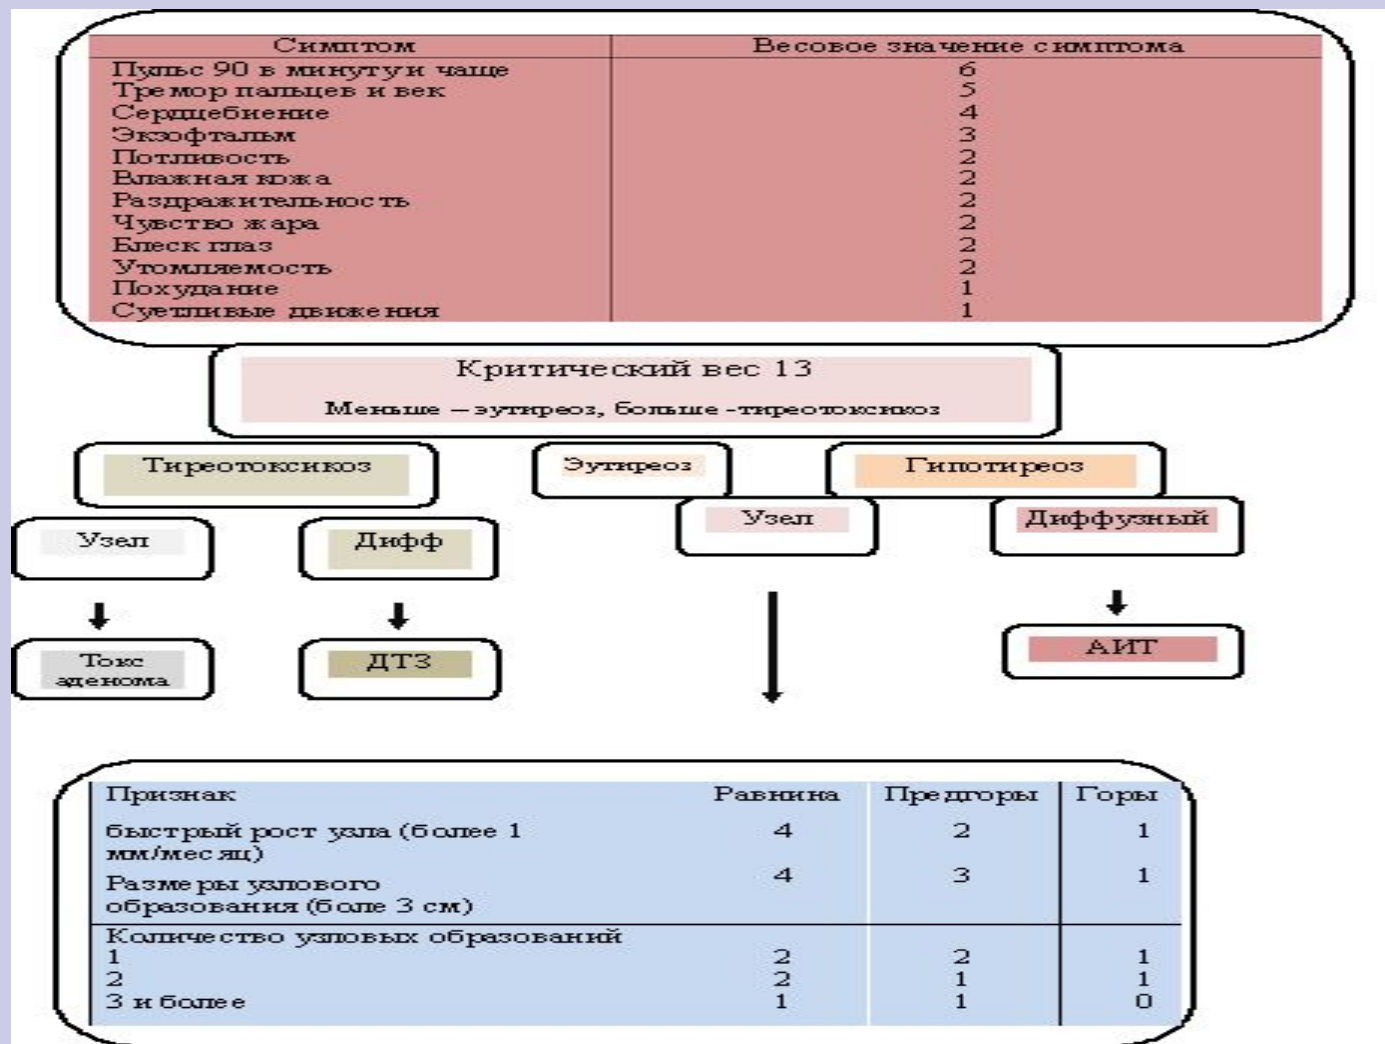 Симптом Весовое значение симптома
Пульс 90 в минуту и чаще 6
Тремор пальцев и век 5
Сердцебиение 4
Экзофтальм 3
Потливость 2
Влажная кожа 2
Раздражительность 2
Чувство жара 2
Блеск глаз 2
Утомляемость 2
Похудание 1
Суетливые движения 1
Критический вес 13
Меньше – эутиреоз, больше -тиреотоксикоз
Тиреотоксикоз Эутиреоз Гипотиреоз
Узел Дифф Узел Диффузный
Токс аденома ДТЗ АИТ
Признак Равнина Предгоры Горы
быстрый рост узла (более 1 4 2 1
мм/месяц)
Размеры узлового 4 3 1
образования (боле 3 см)
Количество узловых образований
1 2 2 1
2 2 1 1
3 и более 1 1 0